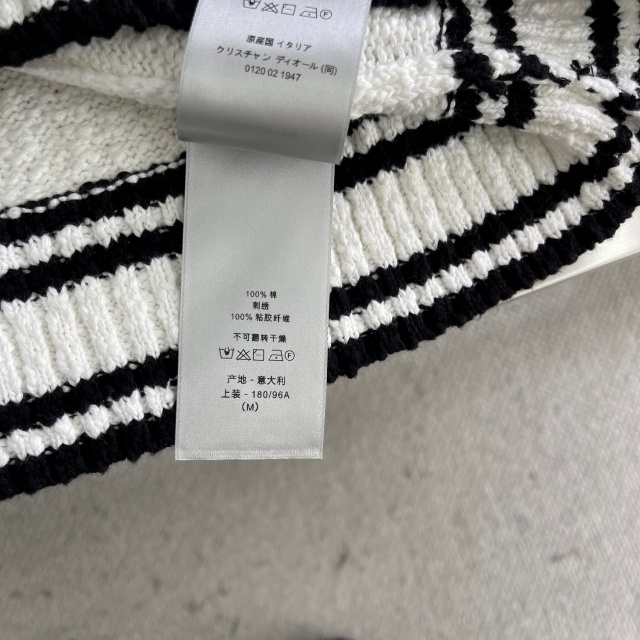 原産国 イタリア
クリスチャン ディオール (同)
0120 02 1947
100% 棉
刺绣
100% 粘胶纤维
不可翻转干燥
产地 - 意大利
上装 - 180/96A
(M)